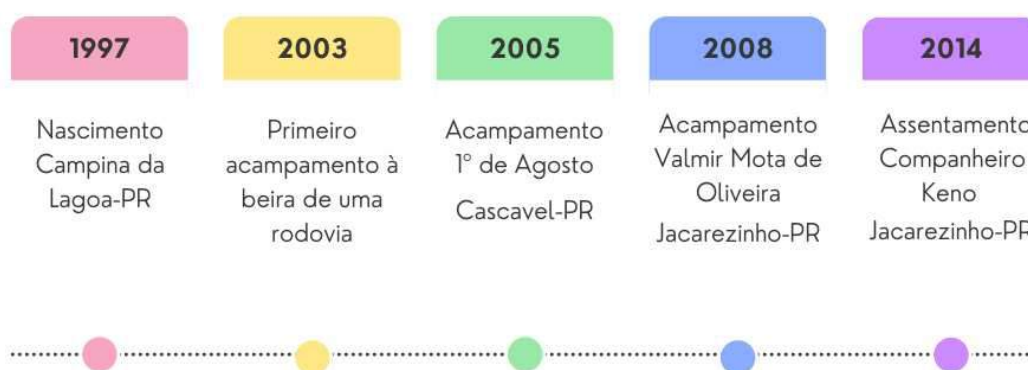 1997
Nascimento
Campina da
Lagoa-PR
2003
Primeiro
acampamento à
beira de uma
rodovia
2005
Acampamento
1° de Agosto
Cascavel-PR
2008
Acampamento
Valmir Mota de
Oliveira
Jacarezinho-PR
2014
Assentamento
Companheiro
Keno
Jacarezinho-PR